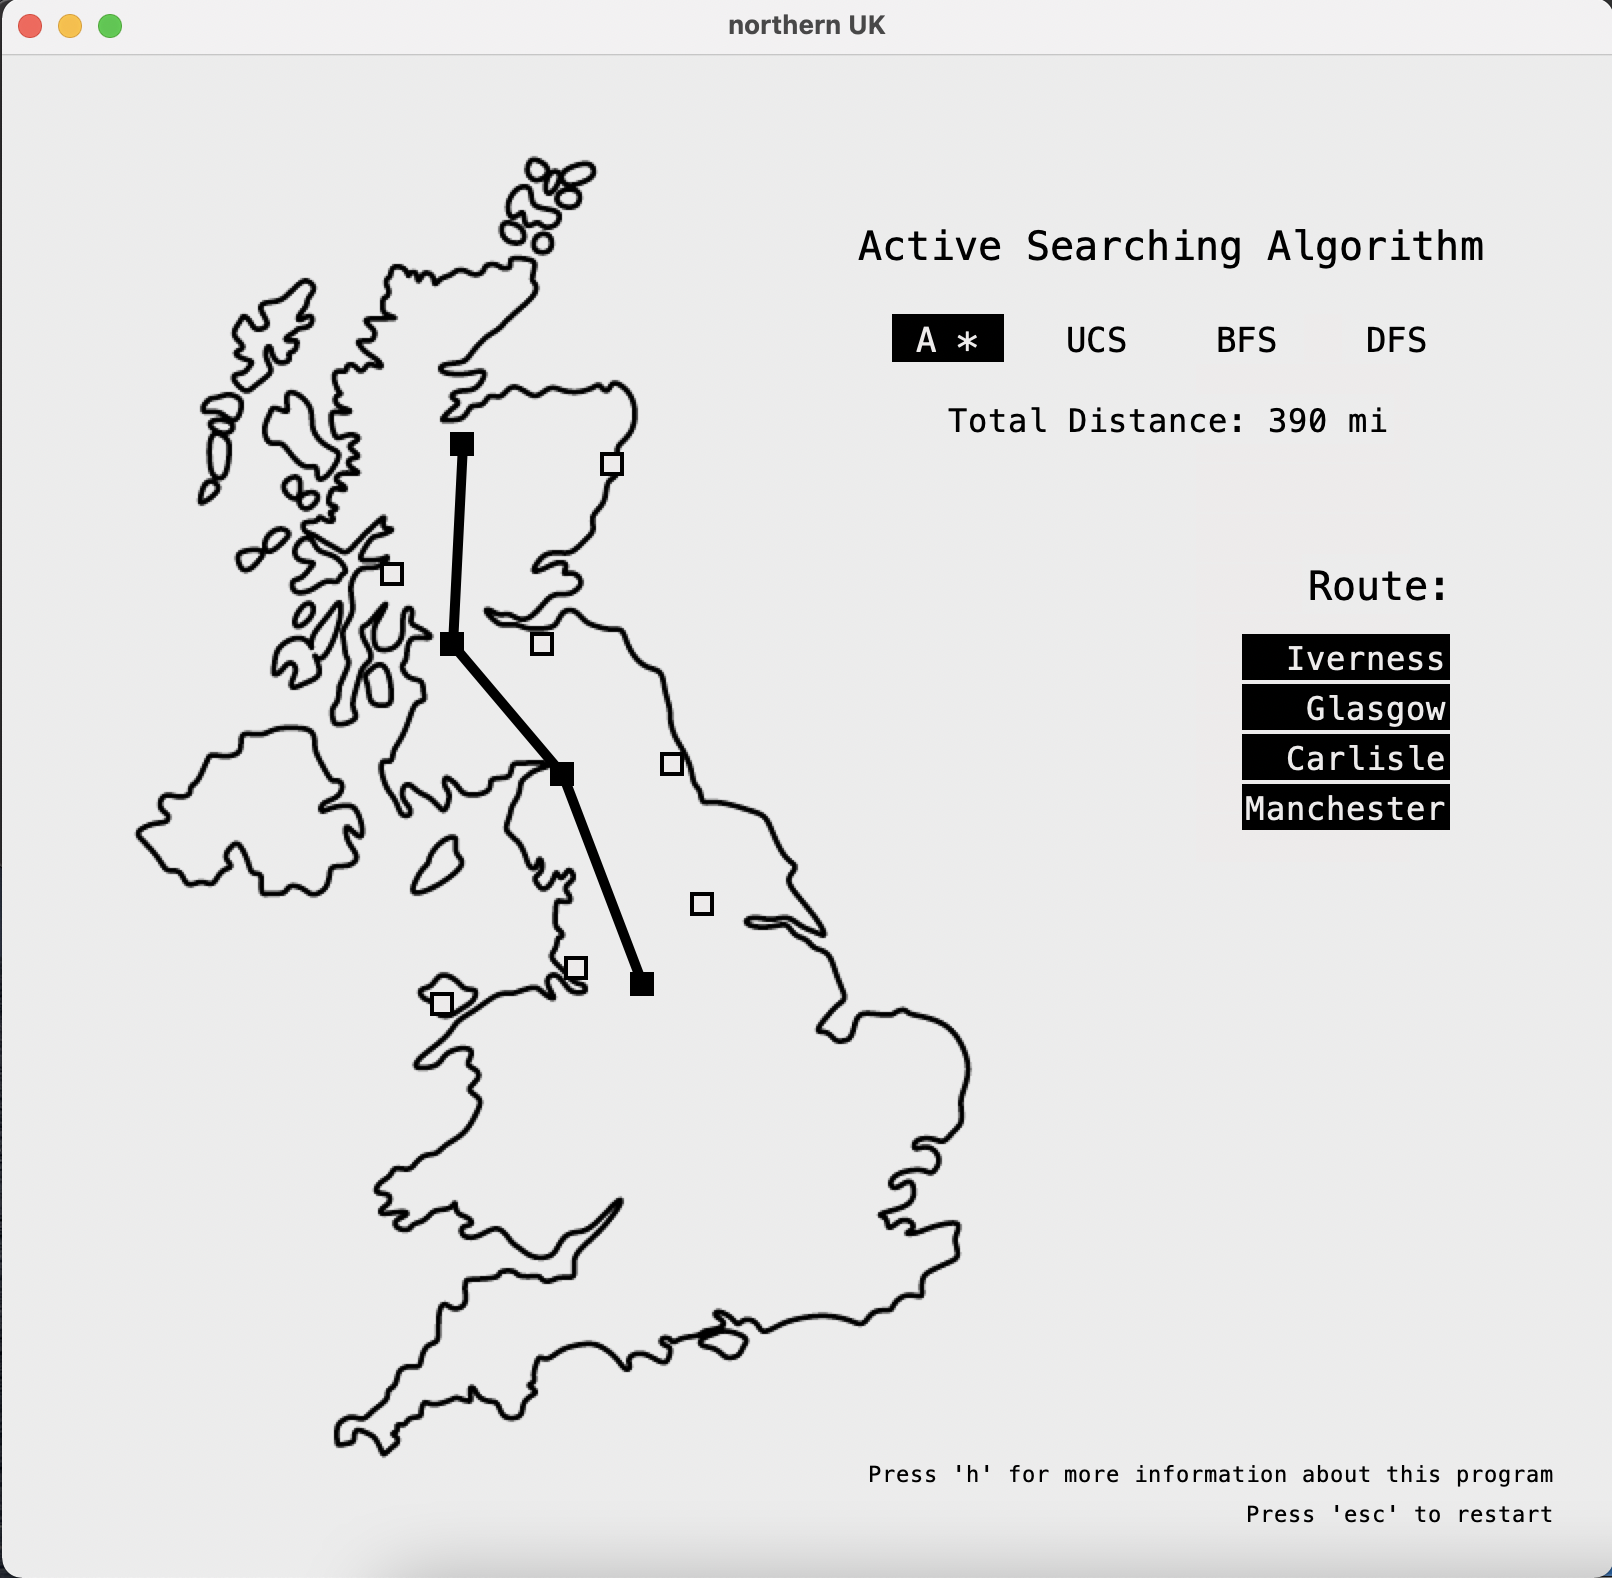 northern UK
Active Searching Algorithm
A * UCS BFS DFS
Total Distance: 390 mi
Route:
Iverness
Glasgow
Carlisle
Manchester
Press 'h' for more information about this program
Press 'esc' to restart